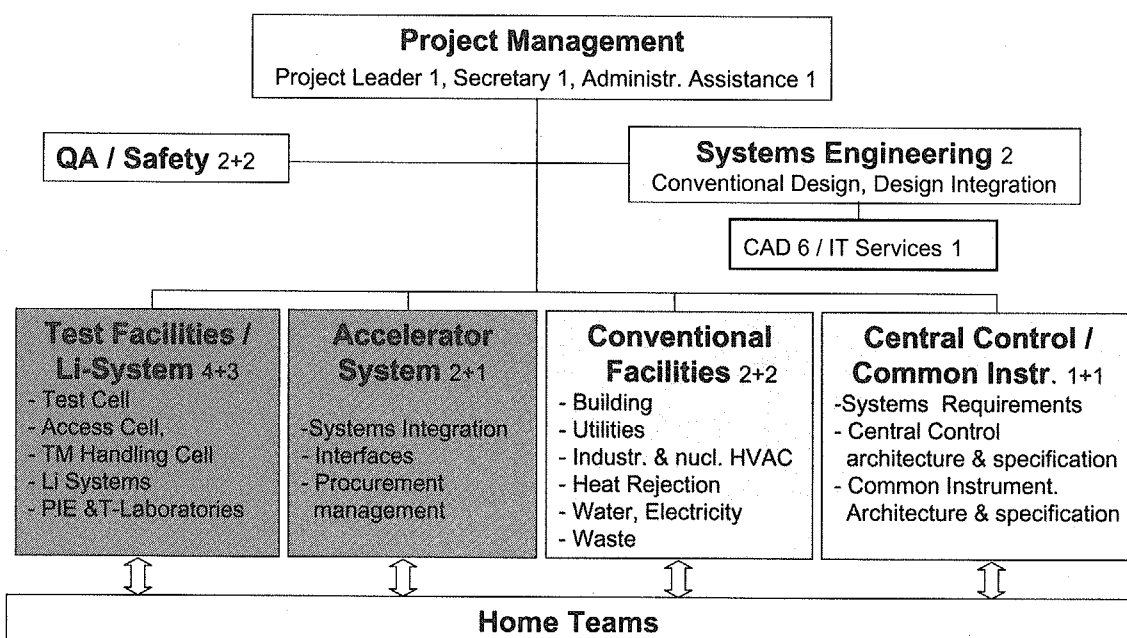 Project Management
Project Leader 1, Secretary 1, Administr. Assistance 1
QA / Safety 2+2
Systems Engineering 2
Conventional Design, Design Integration
CAD 6 / IT Services 1
Test Facilities /
Li-System 4+3
- Test Cell
- Access Cell,
- TM Handling Cell
- Li Systems
- PIE &T-Laboratories
Accelerator
System 2+1
-Systems Integration
- Interfaces
- Procurement
management
Conventional
Facilities 2+2
- Building
- Utilities
- Industr. & nucl. HVAC
- Heat Rejection
- Water, Electricity
- Waste
Central Control /
Common Instr. 1+1
-Systems Requirements
- Central Control
architecture & specification
- Common Instrument.
Architecture & specification
Home Teams